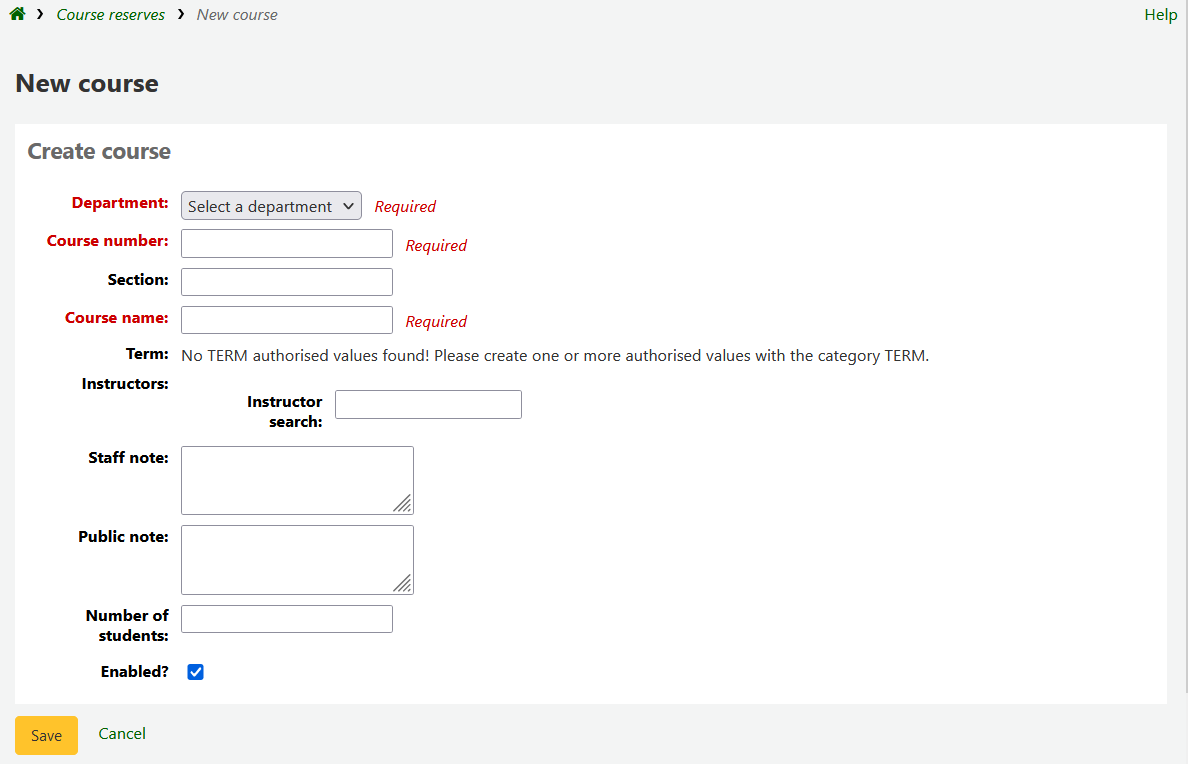 Course reserves New course Help
New course
Create course
Department: Select a department Required
Course number: Required
Section:
Course name: Required
Term: No TERM authorised values found! Please create one or more authorised values with the category TERM.
Instructors:
Instructor
search:
Staff note:
Public note:
Number of
students:
Enabled?
Save Cancel